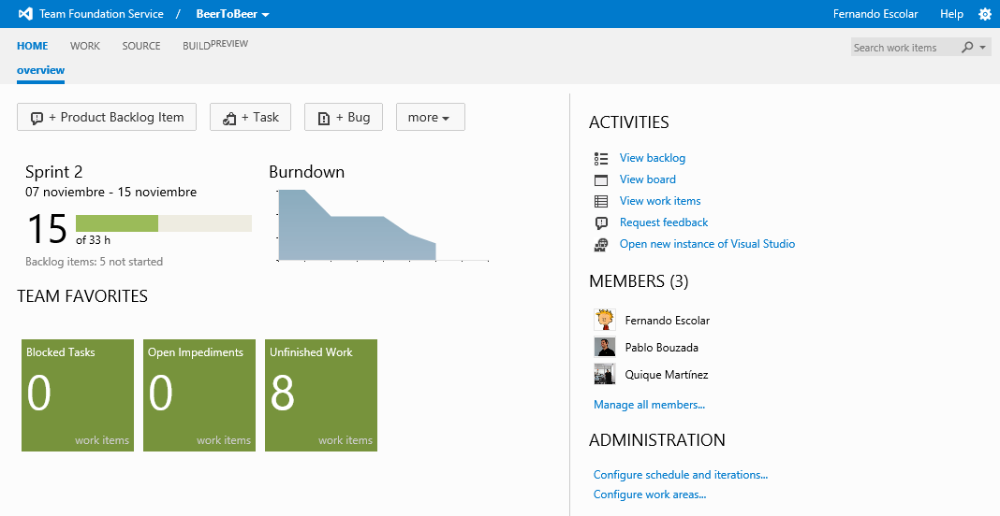 Team Foundation Service / BeerToBeer
Fernando Escolar Help
HOME WORK SOURCE BUILD PREVIEW
Search work items
overview
+ Product Backlog Item
+ Task
+ Bug
more
Sprint 2
07 noviembre - 15 noviembre
15
of 33 h
Backlog items: 5 not started
Burndown
TEAM FAVORITES
Blocked Tasks
0
work items
Open Impediments
0
work items
Unfinished Work
8
work items
ACTIVITIES
View backlog
View board
View work items
Request feedback
Open new instance of Visual Studio
MEMBERS (3)
Fernando Escolar
Pablo Bouzada
Quique Martínez
Manage all members...
ADMINISTRATION
Configure schedule and iterations...
Configure work areas...